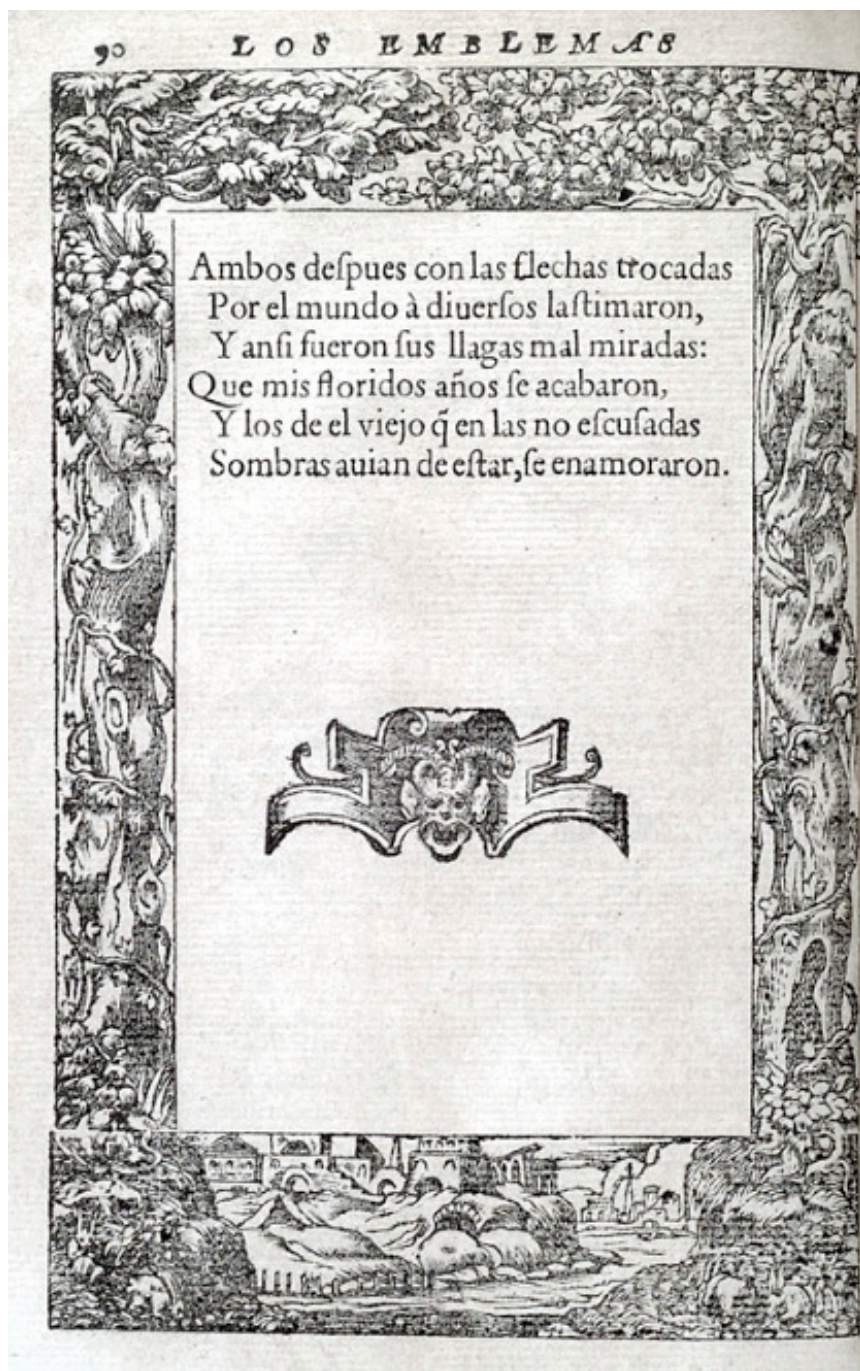 90 LOS EMBLEMAS
Ambos deſpues con las flechas trocadas
Por el mundo à diuerſos laſtimaron,
Y anſi fueron ſus llagas mal miradas:
Que mis floridos años ſe acabaron,
Y los de el viejo q̃ en las no eſcuſadas
Sombras auian de eſtar, ſe enamoraron.